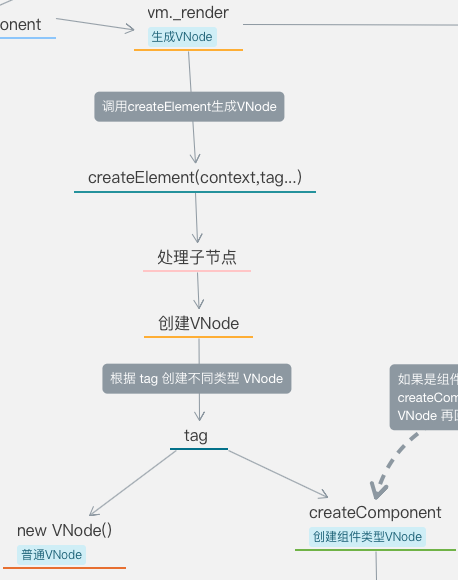 vm._render
onent
生成VNode
调用createElement生成VNode
createElement(context,tag...)
处理子节点
创建VNode
根据 tag 创建不同类型 VNode
如果是组件
createCom
VNode 再回
tag
createComponent
创建组件类型VNode
new VNode()
普通VNode